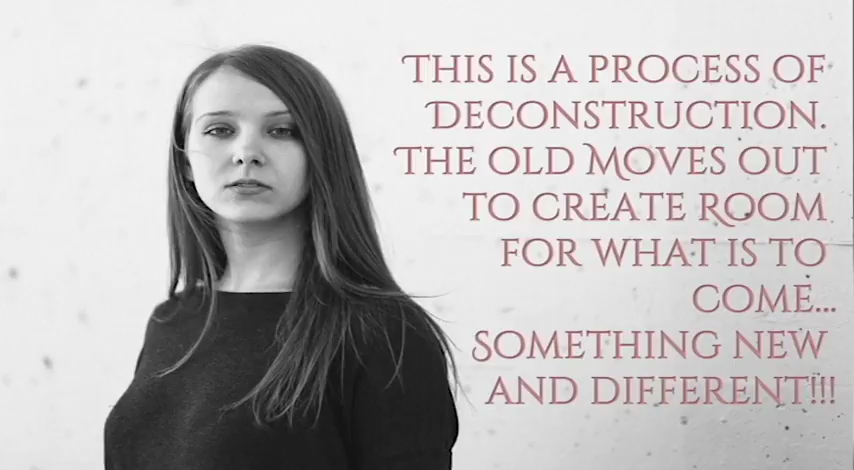 This is a process of
Deconstruction.
The old Moves out
to create Room
for what is to
Come...
Something new
and different!!!